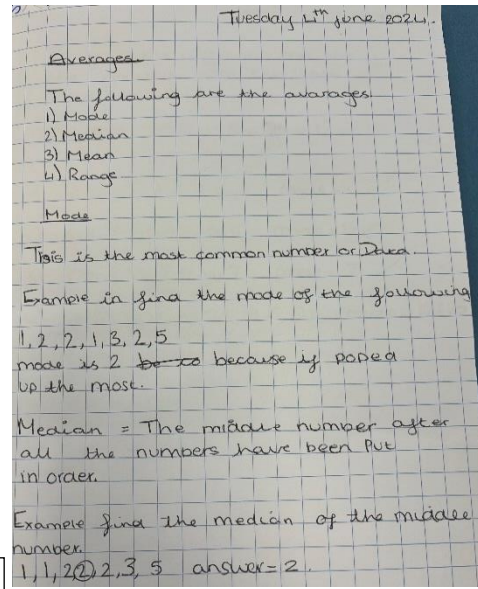 Tuesday 4th june 2024.
Averages
The following are the avarages
1) Mode
2) Median
3) Mean
4) Range
Mode
This is the most common number or Data.
Example in find the mode of the following
1, 2, 2, 1, 3, 2, 5
mode is 2 because if poped
up the most.
Median = The middle number after
all the numbers have been put
in order.
Example find the median of the middle
number.
1, 1, 2, 2, 2, 3, 5 answer = 2.